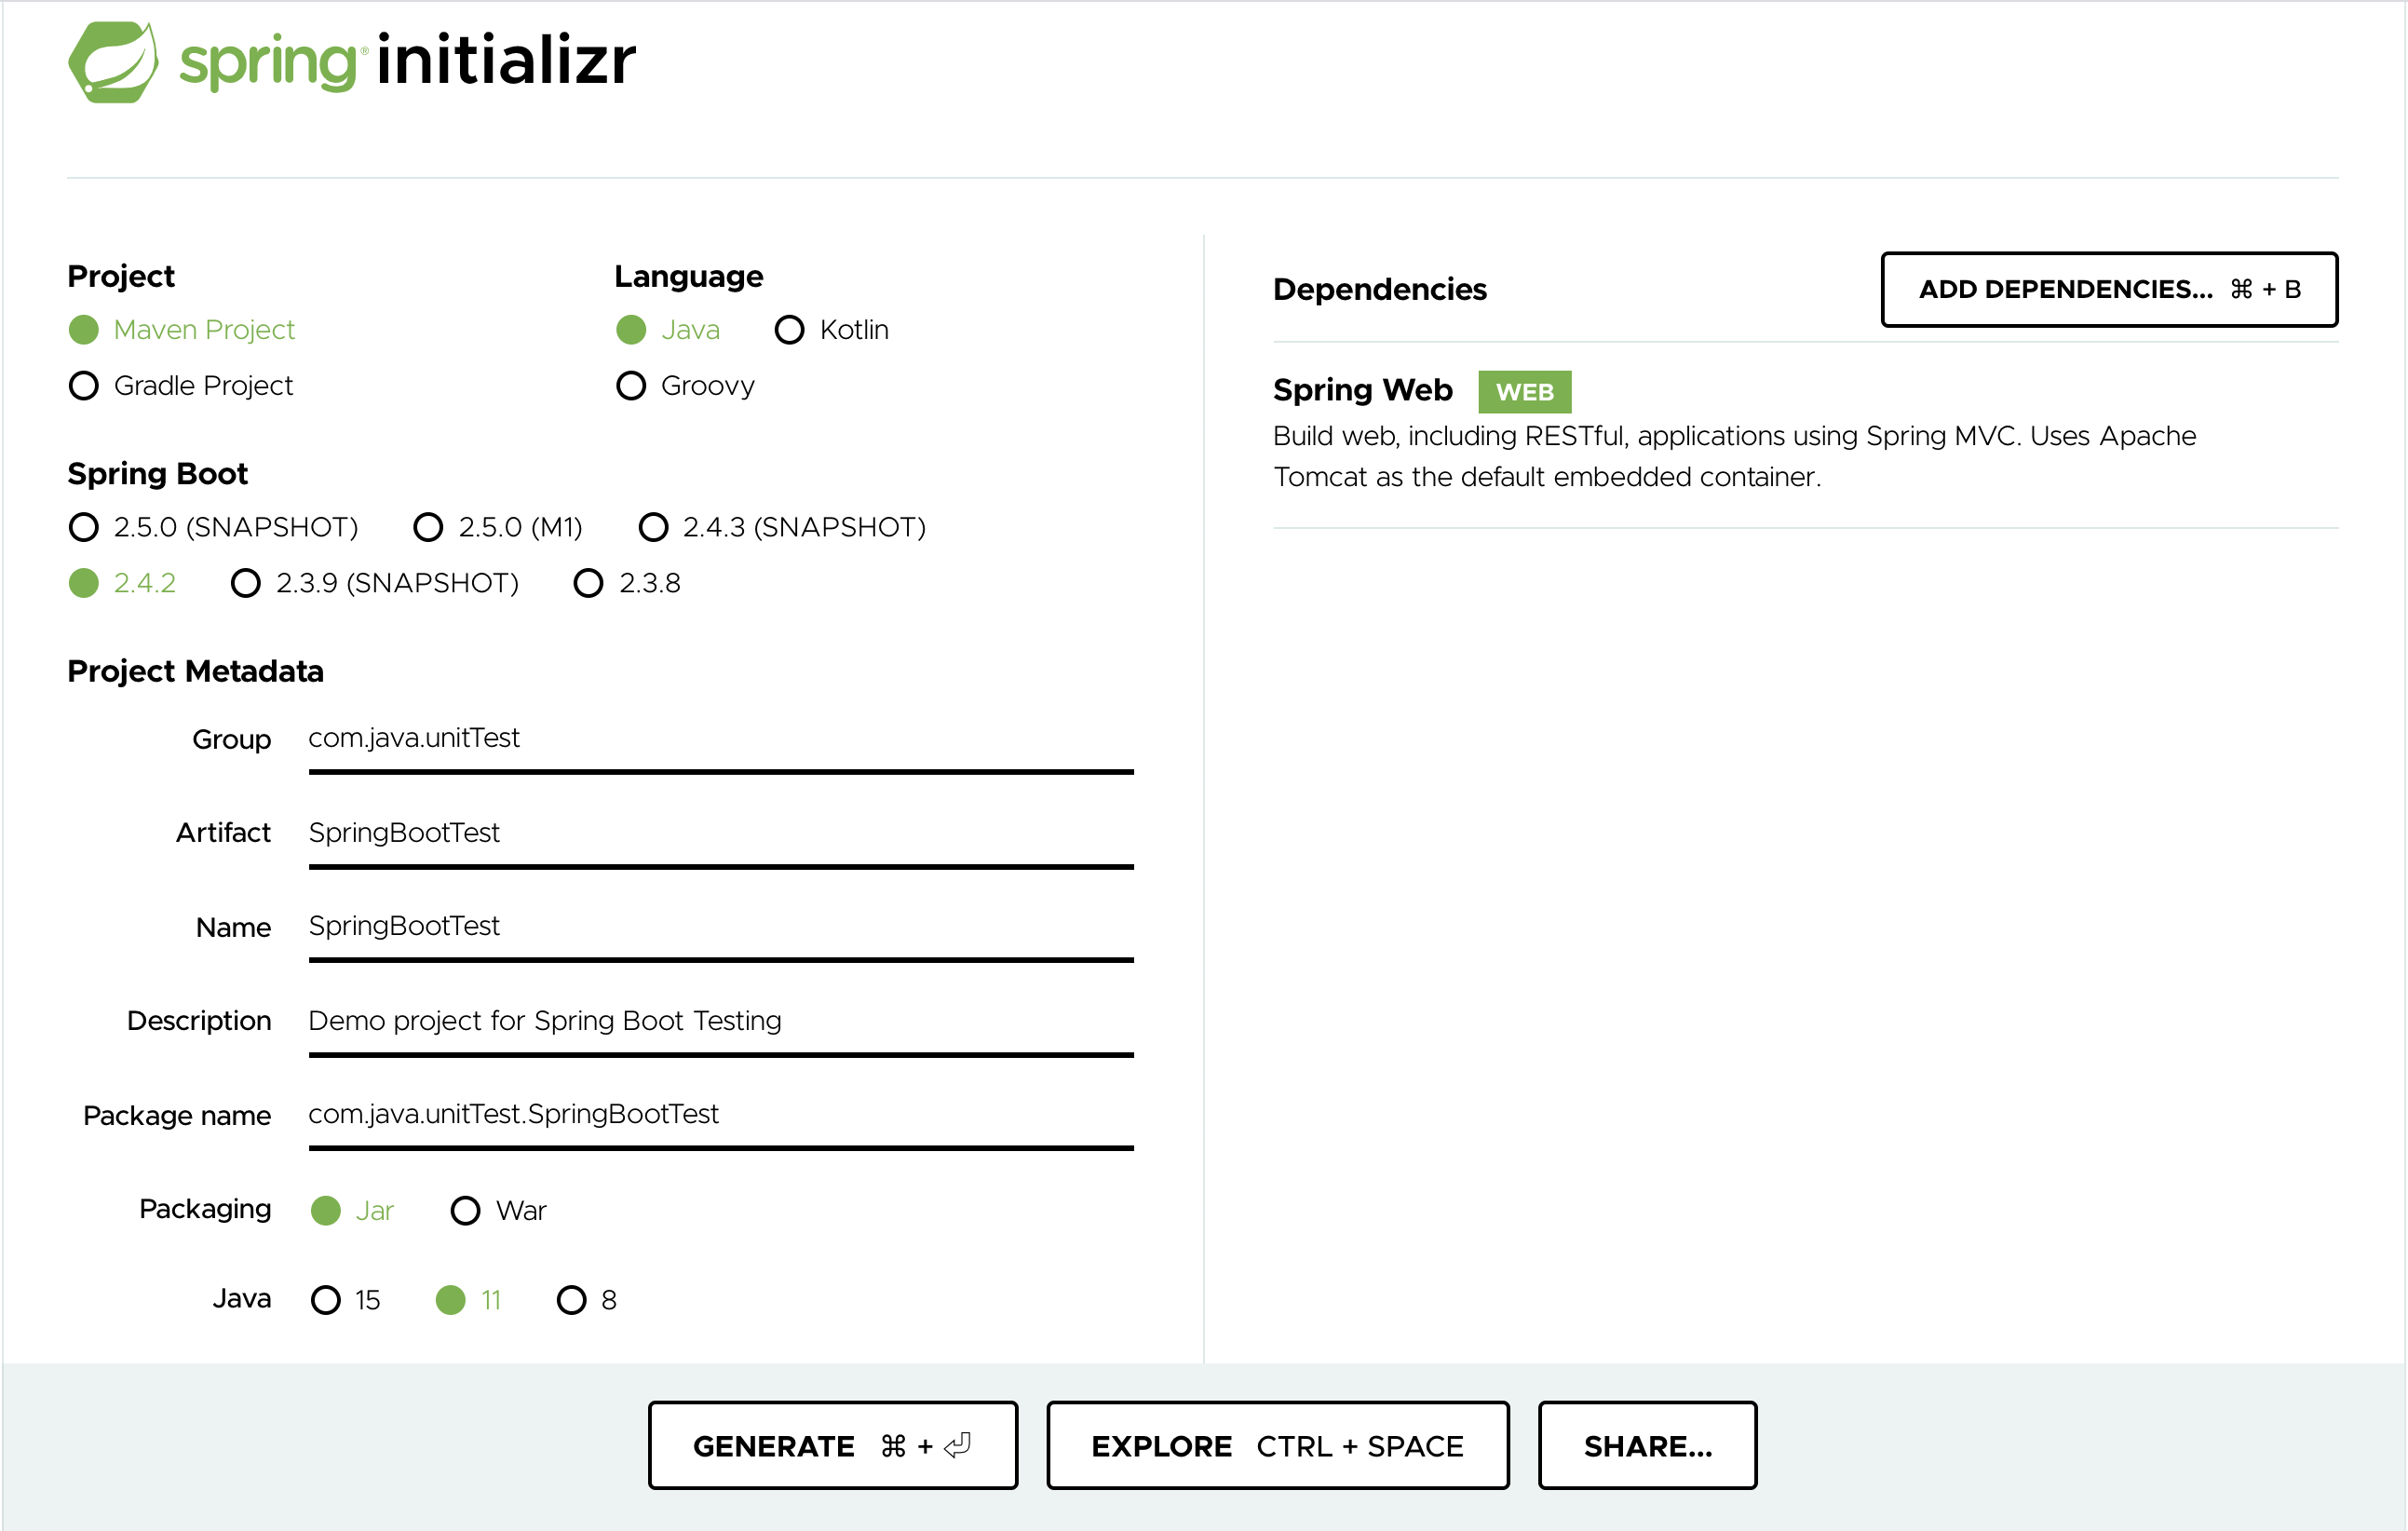 spring® initializr
Project
Maven Project
Gradle Project
Language
Java Kotlin
Groovy
Spring Boot
2.5.0 (SNAPSHOT) 2.5.0 (M1) 2.4.3 (SNAPSHOT)
2.4.2 2.3.9 (SNAPSHOT) 2.3.8
Project Metadata
Group com.java.unitTest
Artifact SpringBootTest
Name SpringBootTest
Description Demo project for Spring Boot Testing
Package name com.java.unitTest.SpringBootTest
Packaging Jar War
Java 15 11 8
Dependencies ADD DEPENDENCIES... ⌘ + B
Spring Web WEB
Build web, including RESTful, applications using Spring MVC. Uses Apache
Tomcat as the default embedded container.
GENERATE ⌘ + ⏎ EXPLORE CTRL + SPACE SHARE...